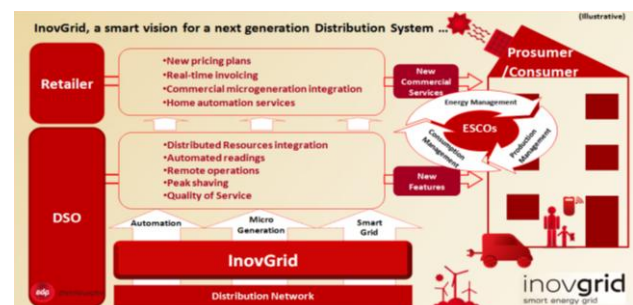 (Illustrative)
InovGrid, a smart vision for a next generation Distribution System ...
Retailer
•New pricing plans
•Real-time invoicing
•Commercial microgeneration integration
•Home automation services
New
Commercial
Services
Prosumer
/Consumer
Energy Management
ESCOs
Consumption
Management
Production
Management
DSO
•Distributed Resources integration
•Automated readings
•Remote operations
•Peak shaving
•Quality of Service
New
Features
Automation
Micro
Generation
Smart
Grid
InovGrid
Distribution Network
edp
inovgrid
smart energy grid